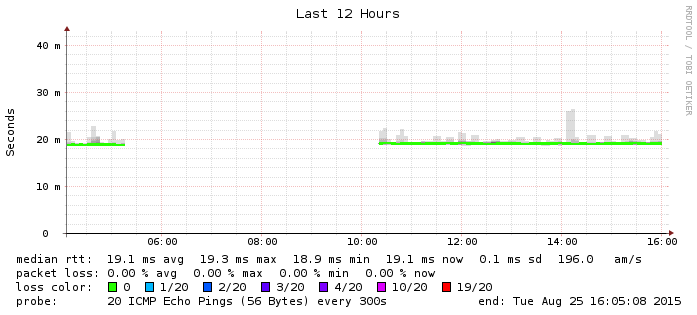 Last 12 Hours
RRDTOOL / TOBI OETIKER
Seconds
40 m
30 m
20 m
10 m
0
06:00 08:00 10:00 12:00 14:00 16:00
median rtt: 19.1 ms avg 19.3 ms max 18.9 ms min 19.1 ms now 0.1 ms sd 196.0 am/s
packet loss: 0.00 % avg 0.00 % max 0.00 % min 0.00 % now
loss color: 0 1/20 2/20 3/20 4/20 10/20 19/20
probe: 20 ICMP Echo Pings (56 Bytes) every 300s end: Tue Aug 25 16:05:08 2015